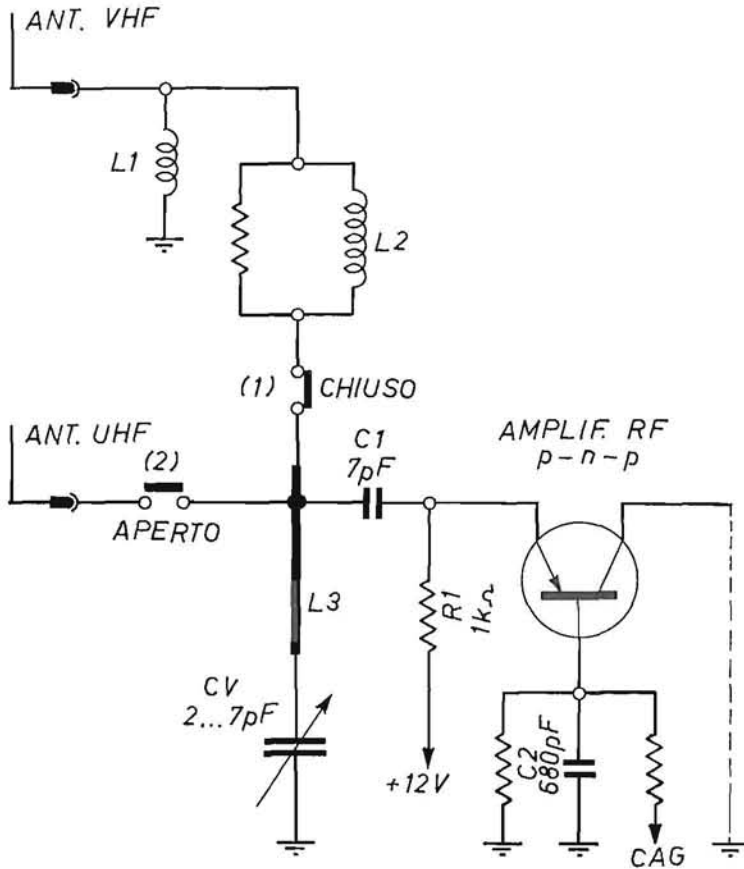 ANT. VHF
L1
L2
(1) CHIUSO
ANT. UHF
(2)
APERTO
C1
7pF
AMPLIF. RF
p-n-p
L3
R1
1kΩ
CV
2...7pF
+12V
C2
680pF
CAG